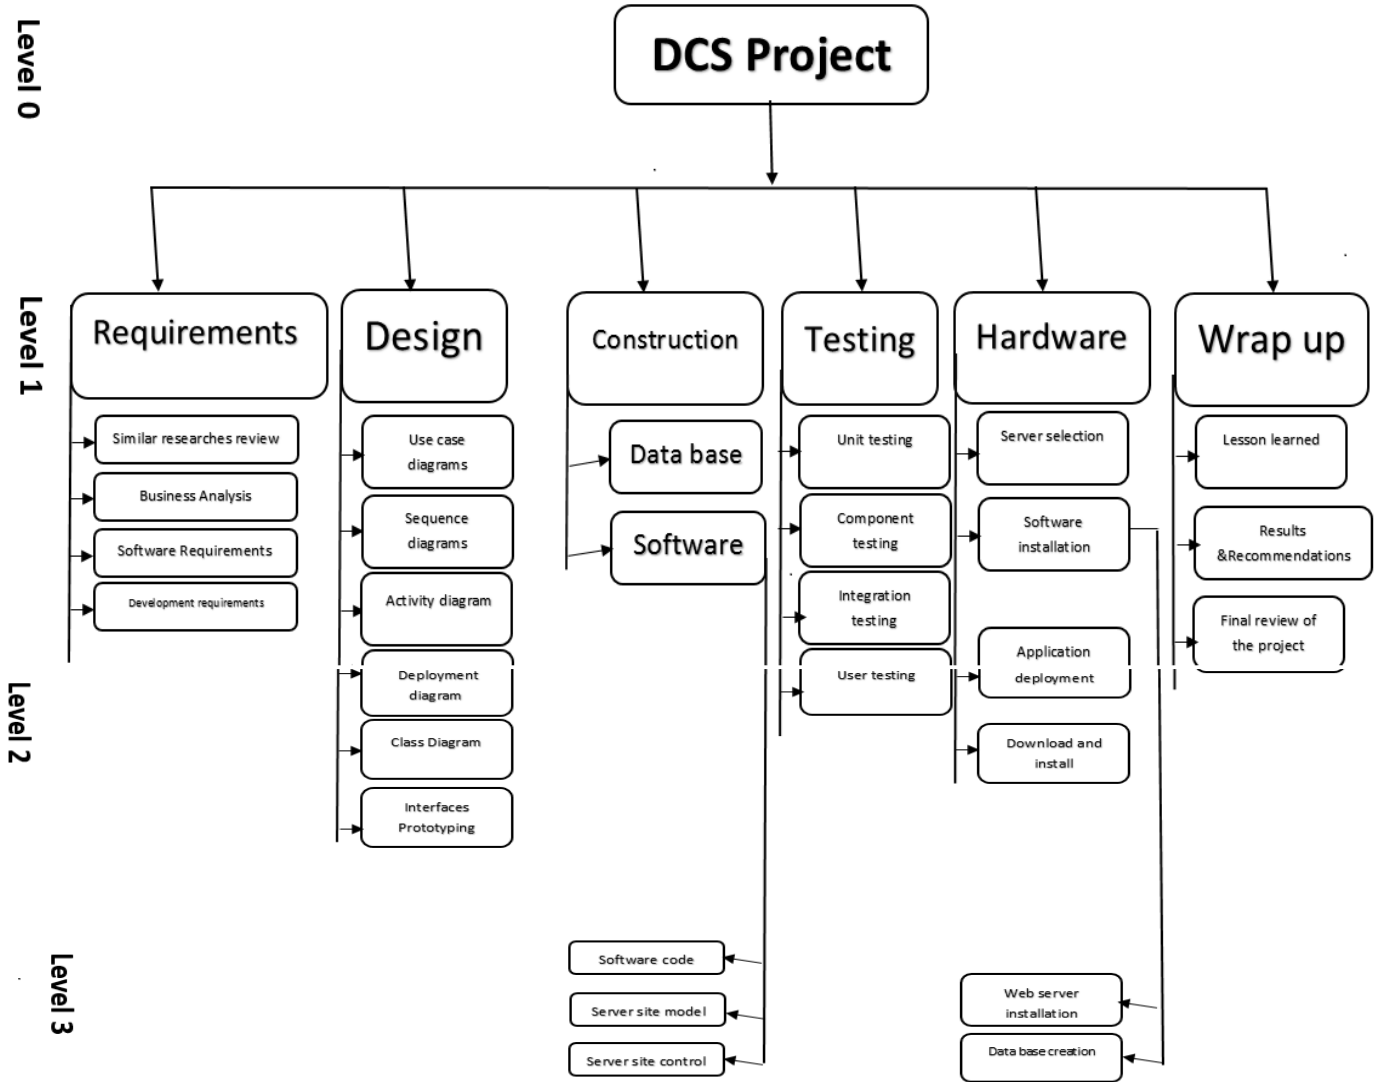 Level 0
DCS Project
Level 1
Requirements
Design
Construction
Testing
Hardware
Wrap up
Level 2
Similar researches review
Business Analysis
Software Requirements
Development requirements
Use case
diagrams
Sequence
diagrams
Activity diagram
Deployment
diagram
Class Diagram
Interfaces
Prototyping
Data base
Software
Unit testing
Component
testing
Integration
testing
User testing
Server selection
Software
installation
Application
deployment
Download and
install
Lesson learned
Results
&Recommendations
Final review of
the project
Level 3
Software code
Server site model
Server site control
Web server
installation
Data base creation